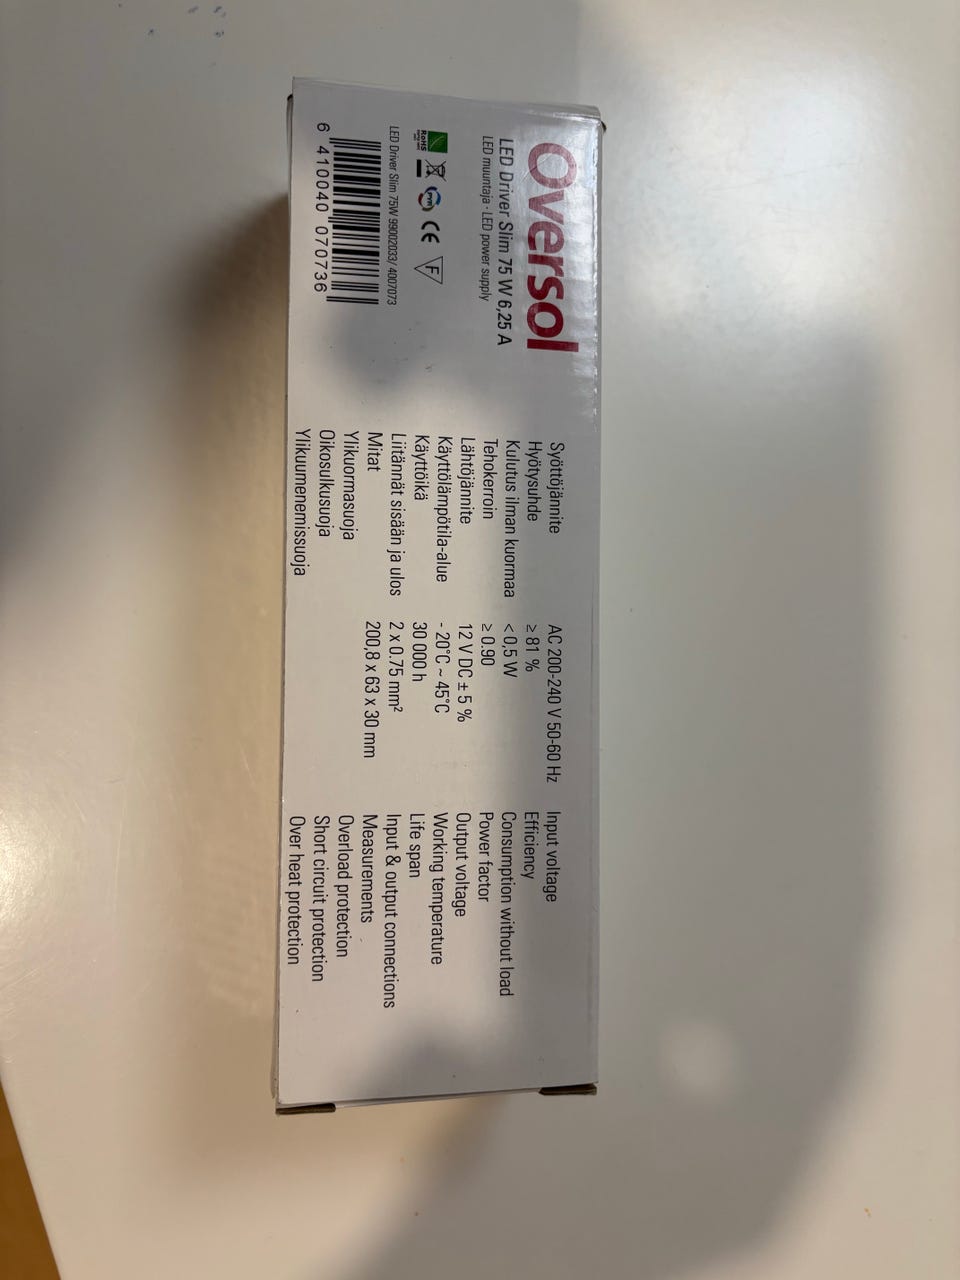 Oversol
LED Driver Slim 75 W 6,25 A
LED muuntaja · LED power supply
RoHS
CE
F
LED Driver Slim 75W 99002033/ 4007073
6 410040 070736
Syöttöjännite AC 200-240 V 50-60 Hz Input voltage
Hyötysuhde ≥ 81 % Efficiency
Kulutus ilman kuormaa < 0,5 W Consumption without load
Tehokerroin ≥ 0.90 Power factor
Lähtöjännite 12 V DC ± 5 % Output voltage
Käyttölämpötila-alue - 20°C ~ 45°C Working temperature
Käyttöikä 30 000 h Life span
Liitännät sisään ja ulos 2 x 0.75 mm² Input & output connections
Mitat 200,8 x 63 x 30 mm Measurements
Ylikuormasuoja Overload protection
Oikosulkusuoja Short circuit protection
Ylikuumenemissuoja Over heat protection